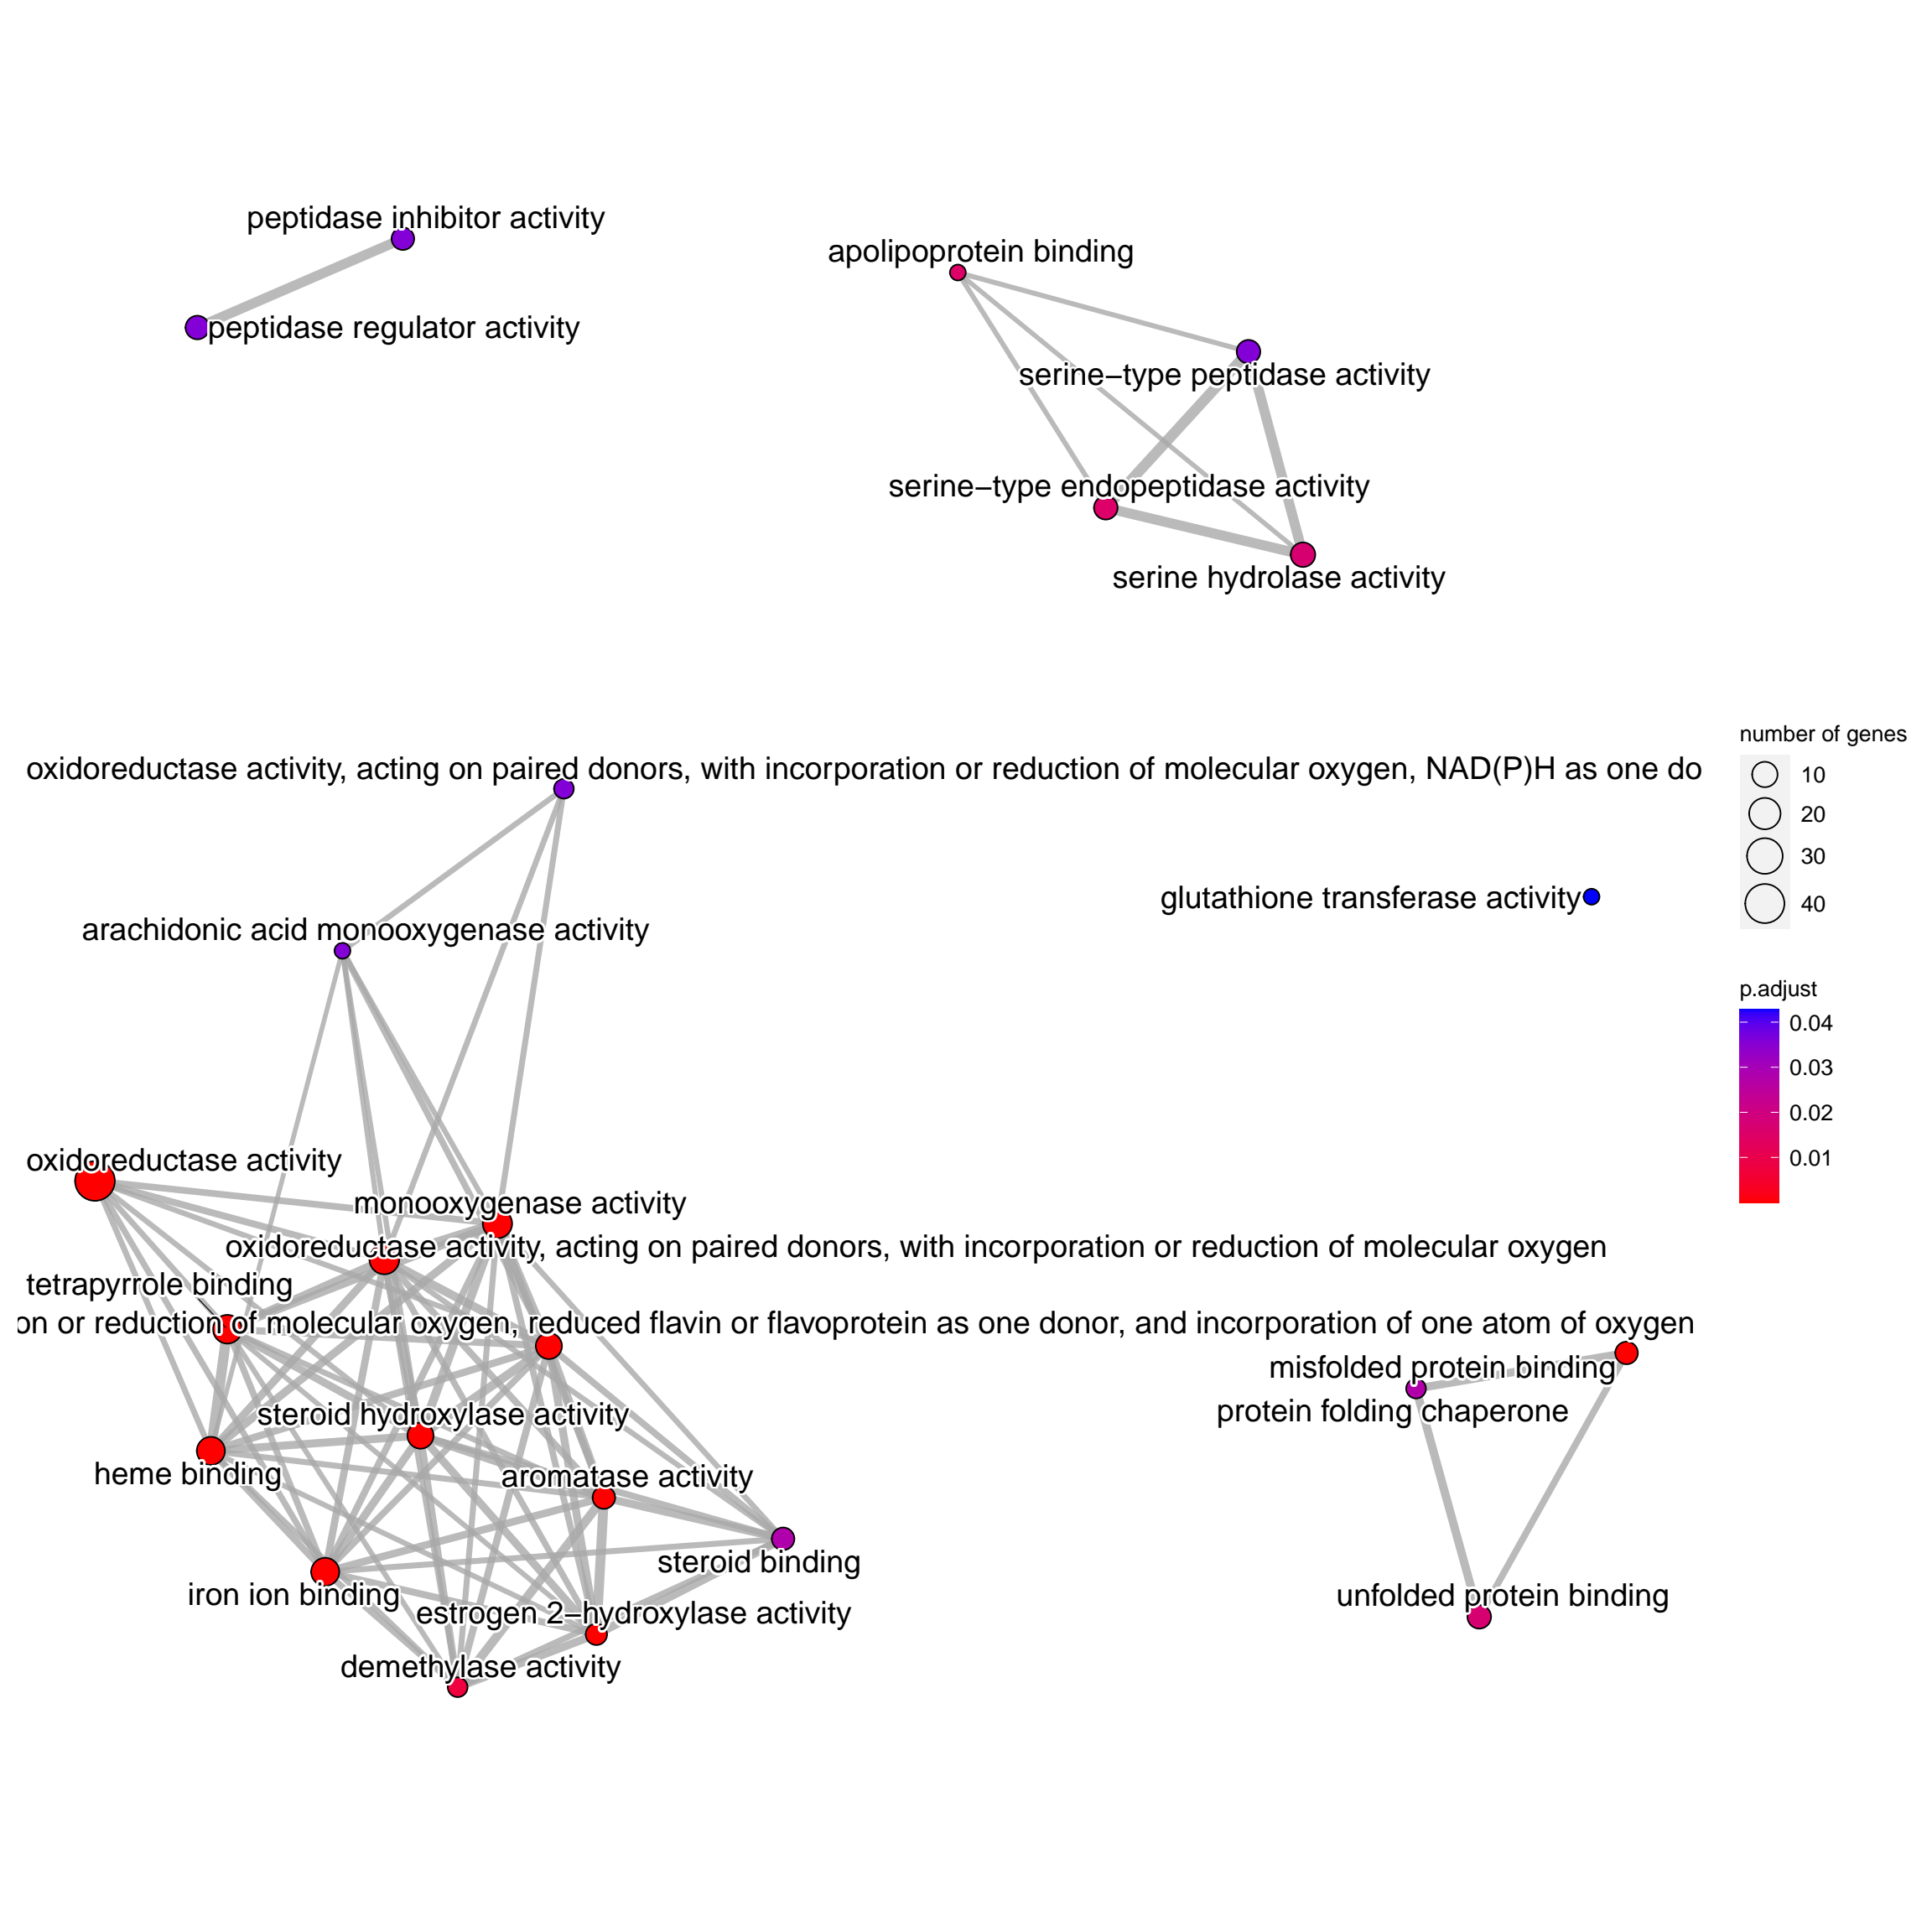 peptidase inhibitor activity
apolipoprotein binding
peptidase regulator activity
serine−type peptidase activity
serine−type endopeptidase activity
serine hydrolase activity
number of genes
10
20
30
40
oxidoreductase activity, acting on paired donors, with incorporation or reduction of molecular oxygen, NAD(P)H as one do
glutathione transferase activity
arachidonic acid monooxygenase activity
p.adjust
0.04
0.03
0.02
0.01
oxidoreductase activity
monooxygenase activity
oxidoreductase activity, acting on paired donors, with incorporation or reduction of molecular oxygen
tetrapyrrole binding
on or reduction of molecular oxygen, reduced flavin or flavoprotein as one donor, and incorporation of one atom of oxygen
misfolded protein binding
protein folding chaperone
steroid hydroxylase activity
heme binding
aromatase activity
steroid binding
iron ion binding
estrogen 2−hydroxylase activity
unfolded protein binding
demethylase activity